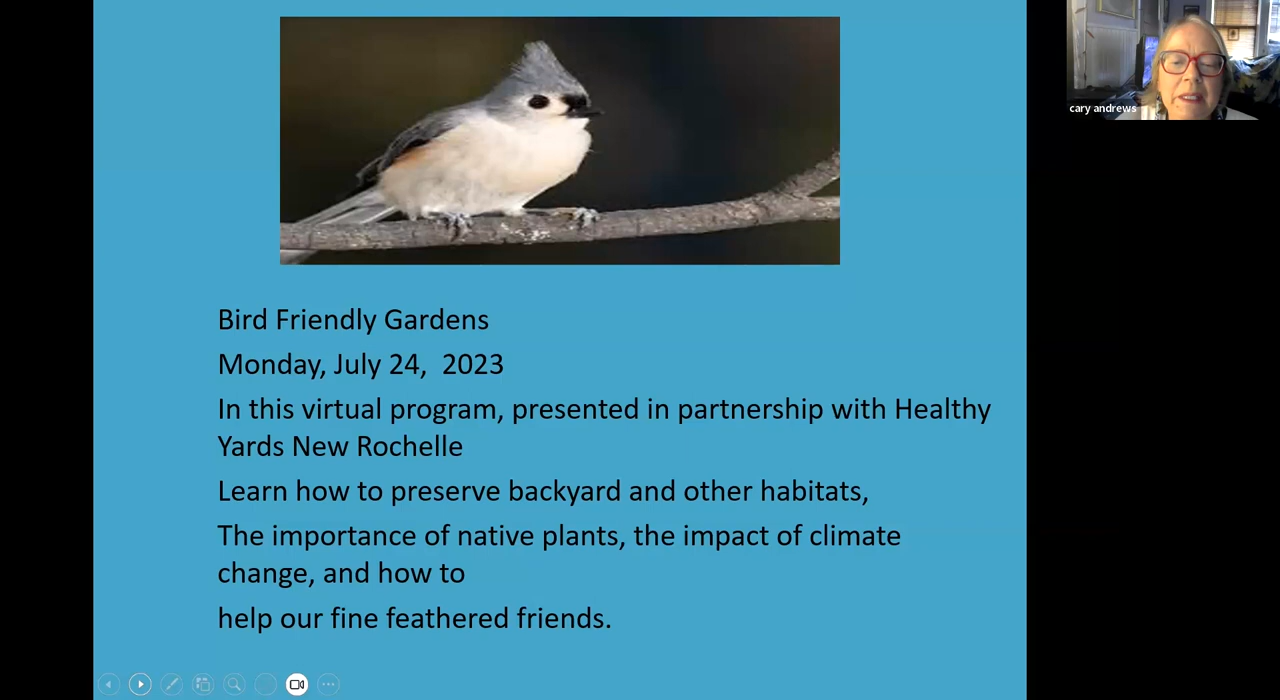 cary andrews
Bird Friendly Gardens
Monday, July 24,  2023
In this virtual program, presented in partnership with Healthy
Yards New Rochelle
Learn how to preserve backyard and other habitats,
The importance of native plants, the impact of climate
change, and how to
help our fine feathered friends.